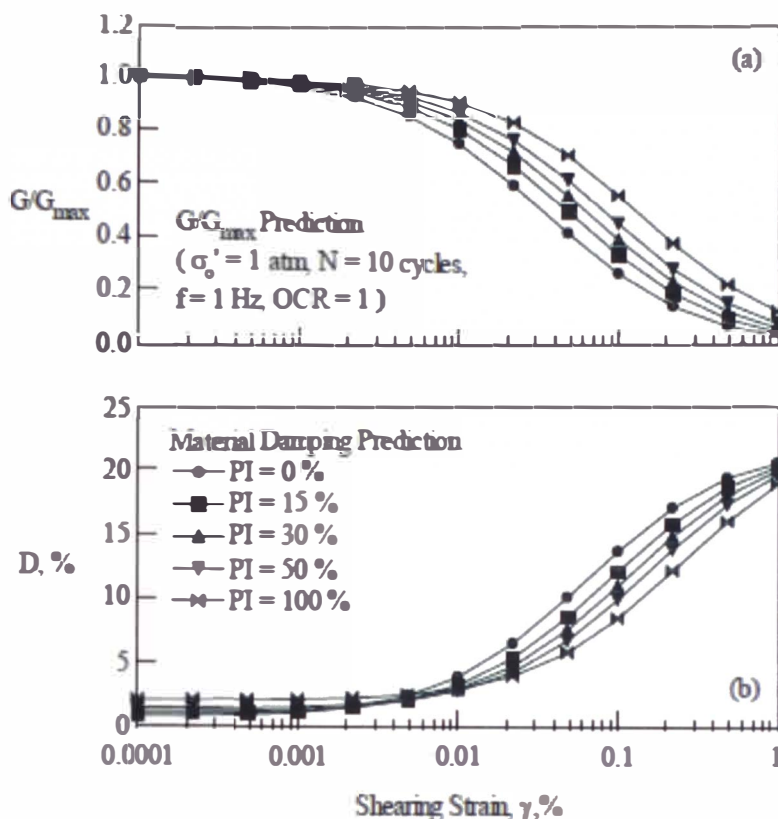 1.2
(a)
1.0
0.8
0.6
G/Gmax
0.4
0.2
0.0
G/Gmax Prediction
( σo' = 1 atm, N = 10 cycles,
f = 1 Hz, OCR = 1 )
25
20
15
D, %
10
5
0
Material Damping Prediction
PI = 0 %
PI = 15 %
PI = 30 %
PI = 50 %
PI = 100 %
(b)
0.0001
0.001
0.01
0.1
1
Shearing Strain, γ, %